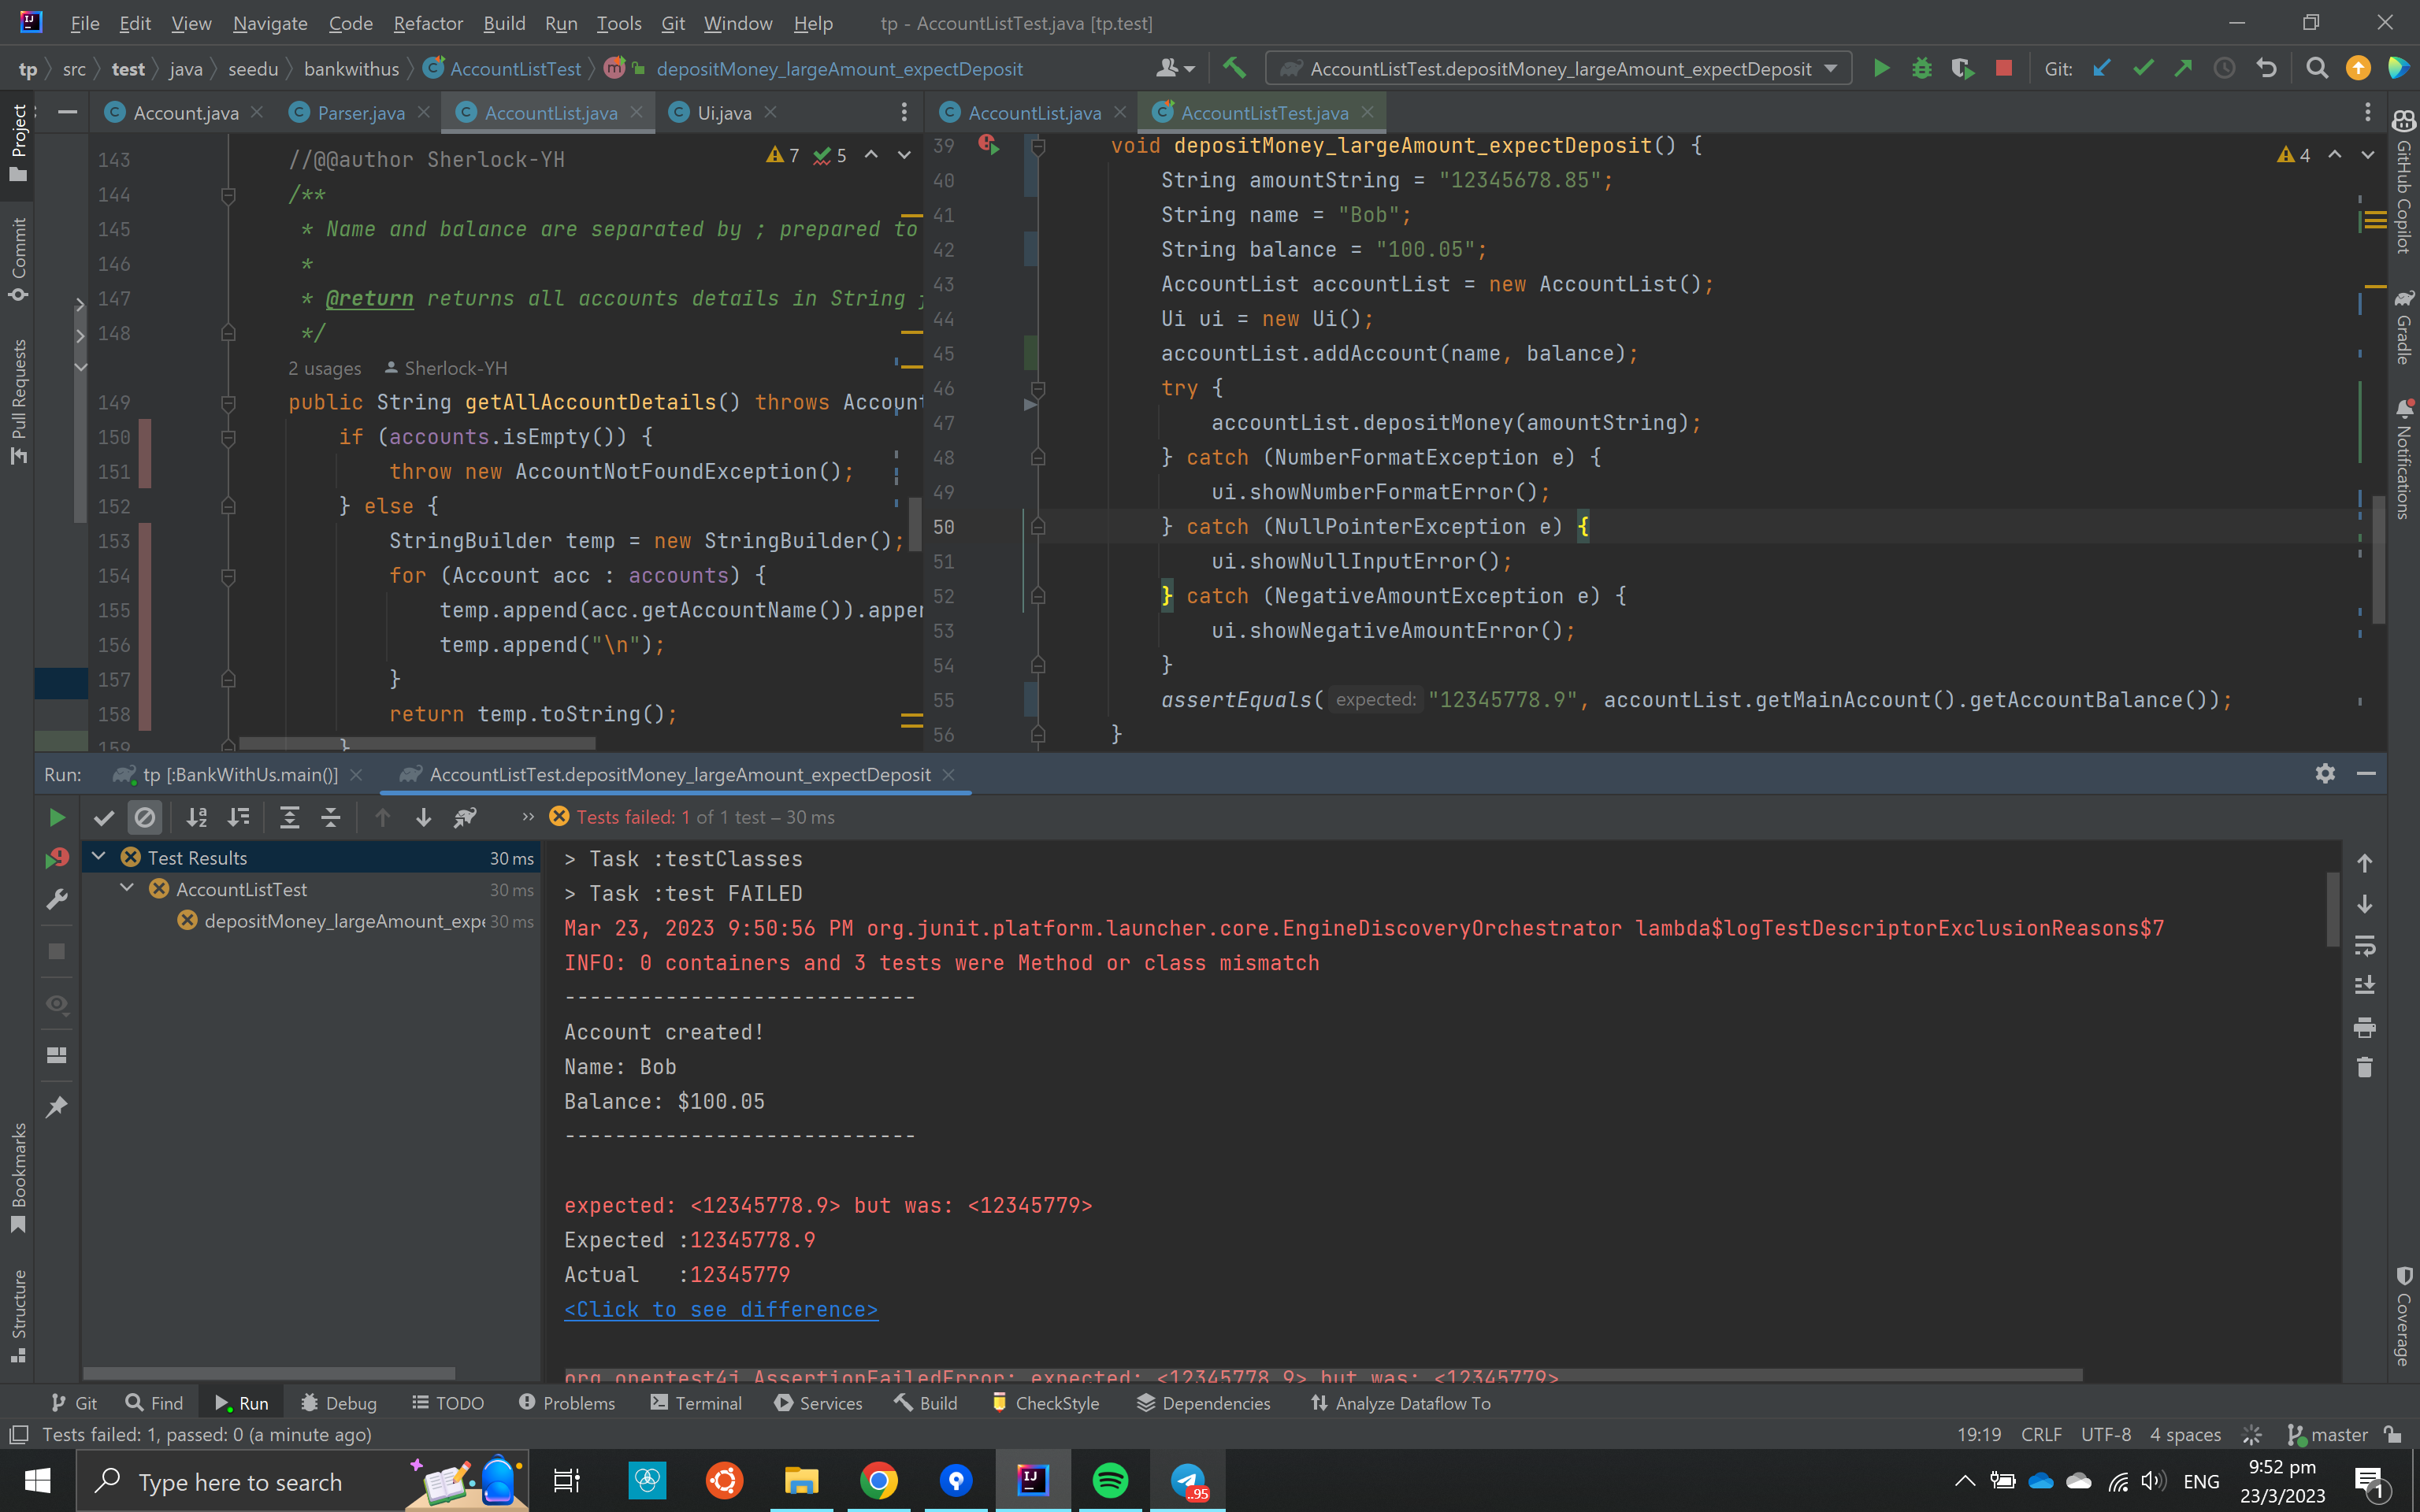 File Edit View Navigate Code Refactor Build Run Tools Git Window Help tp - AccountListTest.java [tp.test]
tp src test java seedu bankwithus AccountListTest depositMoney_largeAmount_expectDeposit AccountListTest.depositMoney_largeAmount_expectDeposit Git:
Project
Commit
Pull Requests
Bookmarks
Structure
Account.java Parser.java AccountList.java Ui.java
7 5
143 //@@author Sherlock-YH
144 /**
145 * Name and balance are separated by ; prepared to
146 *
147 * @return returns all accounts details in String
148 */
2 usages Sherlock-YH
149 public String getAllAccountDetails() throws Account
150 if (accounts.isEmpty()) {
151 throw new AccountNotFoundException();
152 } else {
153 StringBuilder temp = new StringBuilder();
154 for (Account acc : accounts) {
155 temp.append(acc.getAccountName()).appen
156 temp.append("\n");
157 }
158 return temp.toString();
159 }
AccountList.java AccountListTest.java
4
39 void depositMoney_largeAmount_expectDeposit() {
40 String amountString = "12345678.85";
41 String name = "Bob";
42 String balance = "100.05";
43 AccountList accountList = new AccountList();
44 Ui ui = new Ui();
45 accountList.addAccount(name, balance);
46 try {
47 accountList.depositMoney(amountString);
48 } catch (NumberFormatException e) {
49 ui.showNumberFormatError();
50 } catch (NullPointerException e) {
51 ui.showNullInputError();
52 } catch (NegativeAmountException e) {
53 ui.showNegativeAmountError();
54 }
55 assertEquals( expected: "12345778.9", accountList.getMainAccount().getAccountBalance());
56 }
GitHub Copilot
Gradle
Notifications
Coverage
Run: tp [:BankWithUs.main()] AccountListTest.depositMoney_largeAmount_expectDeposit
Tests failed: 1 of 1 test – 30 ms
Test Results 30 ms
AccountListTest 30 ms
depositMoney_largeAmount_expe 30 ms
> Task :testClasses
> Task :test FAILED
Mar 23, 2023 9:50:56 PM org.junit.platform.launcher.core.EngineDiscoveryOrchestrator lambda$logTestDescriptorExclusionReasons$7
INFO: 0 containers and 3 tests were Method or class mismatch
----------------------------
Account created!
Name: Bob
Balance: $100.05
----------------------------
expected: <12345778.9> but was: <12345779>
Expected :12345778.9
Actual :12345779
<Click to see difference>
org.opentest4j.AssertionFailedError: expected: <12345778.9> but was: <12345779>
Git Find Run Debug TODO Problems Terminal Services Build CheckStyle Dependencies Analyze Dataflow To
Tests failed: 1, passed: 0 (a minute ago) 19:19 CRLF UTF-8 4 spaces master
Type here to search ..95 ENG 9:52 pm
23/3/2023 1